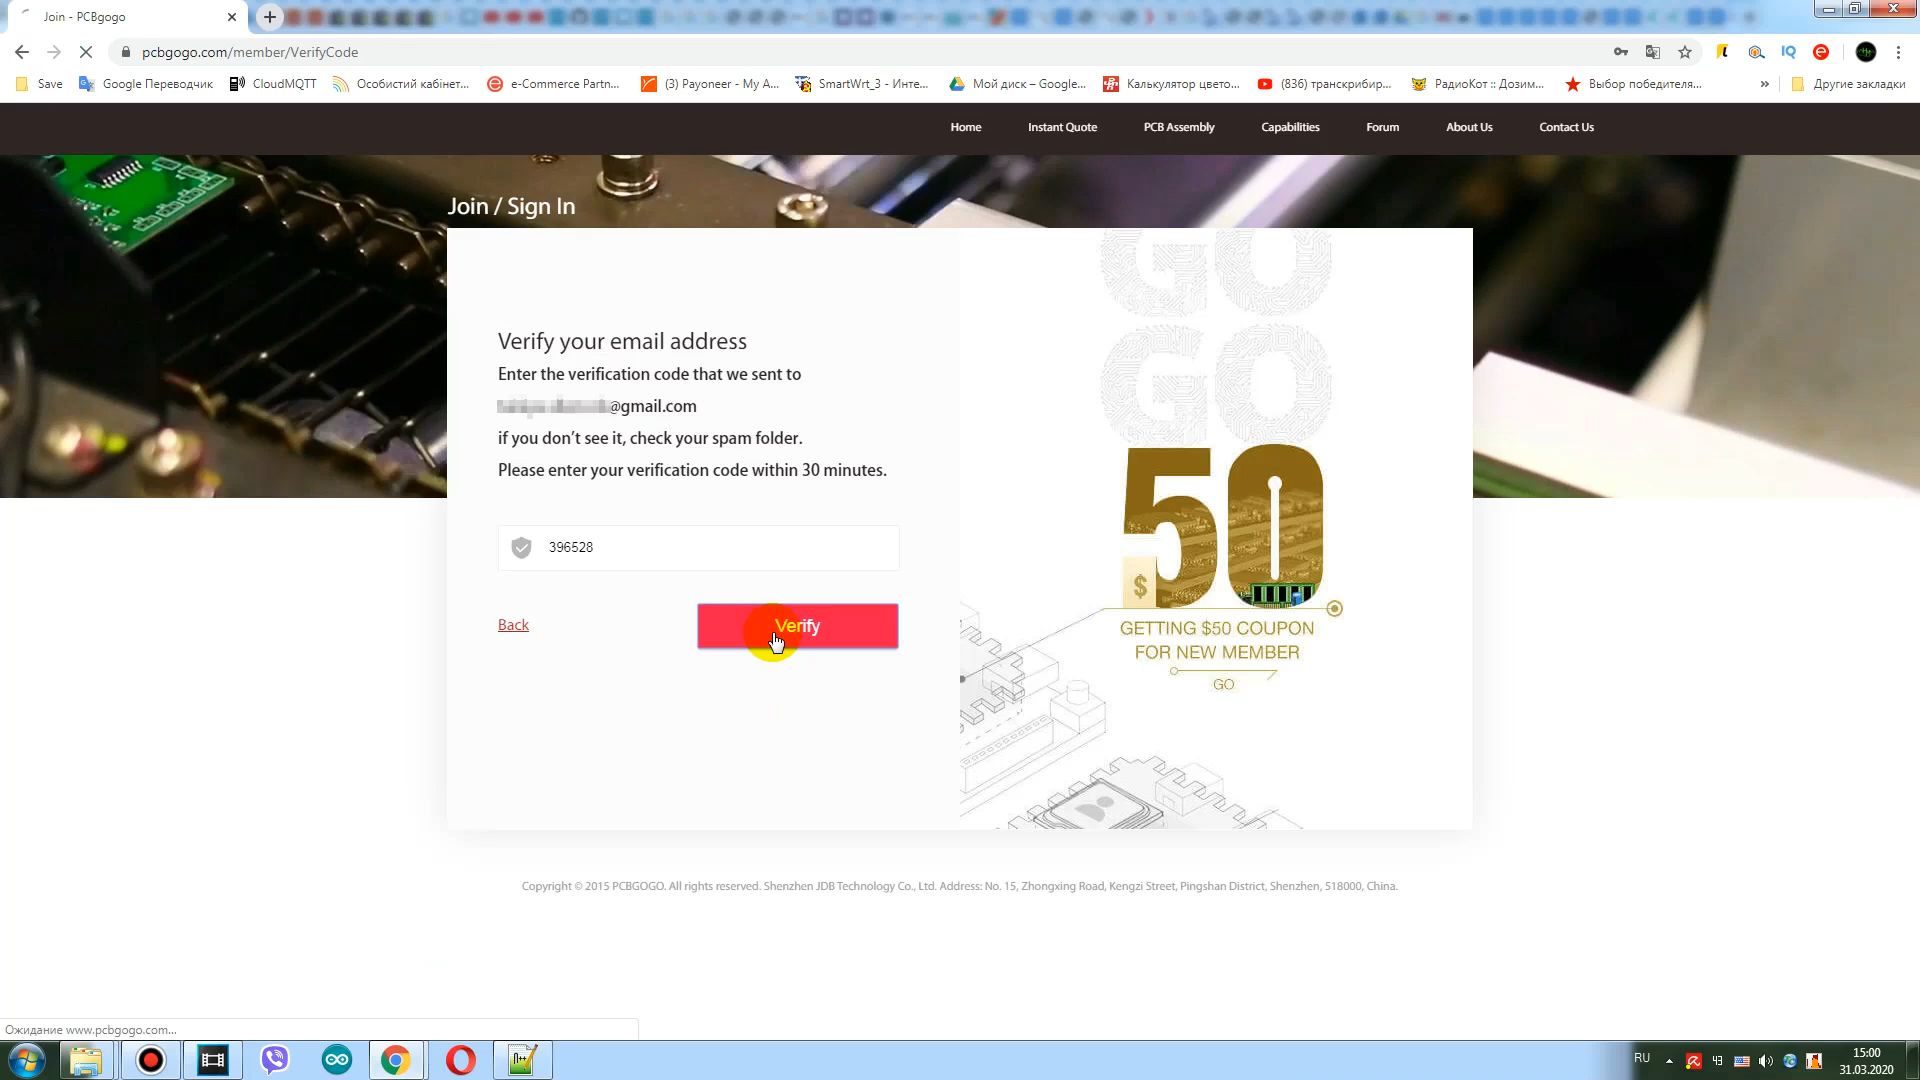 Join - PCBgogo
pcbgogo.com/member/VerifyCode
Save
Google Переводчик
CloudMQTT
Особистий кабінет...
e-Commerce Partn...
(3) Payoneer - My A...
SmartWrt_3 - Инте...
Мой диск – Google...
Калькулятор цвето...
(836) транскрибир...
РадиоКот :: Дозим...
Выбор победителя...
»
Другие закладки
Home
Instant Quote
PCB Assembly
Capabilities
Forum
About Us
Contact Us
Join / Sign In
GO
GO
Verify your email address
Enter the verification code that we sent to
@gmail.com
if you don’t see it, check your spam folder.
Please enter your verification code within 30 minutes.
396528
Back
Verify
50
$
GETTING $50 COUPON
FOR NEW MEMBER
GO
Copyright © 2015 PCBGOGO. All rights reserved. Shenzhen JDB Technology Co., Ltd. Address: No. 15, Zhongxing Road, Kengzi Street, Pingshan District, Shenzhen, 518000, China.
Ожидание www.pcbgogo.com...
RU
43
15:00
31.03.2020